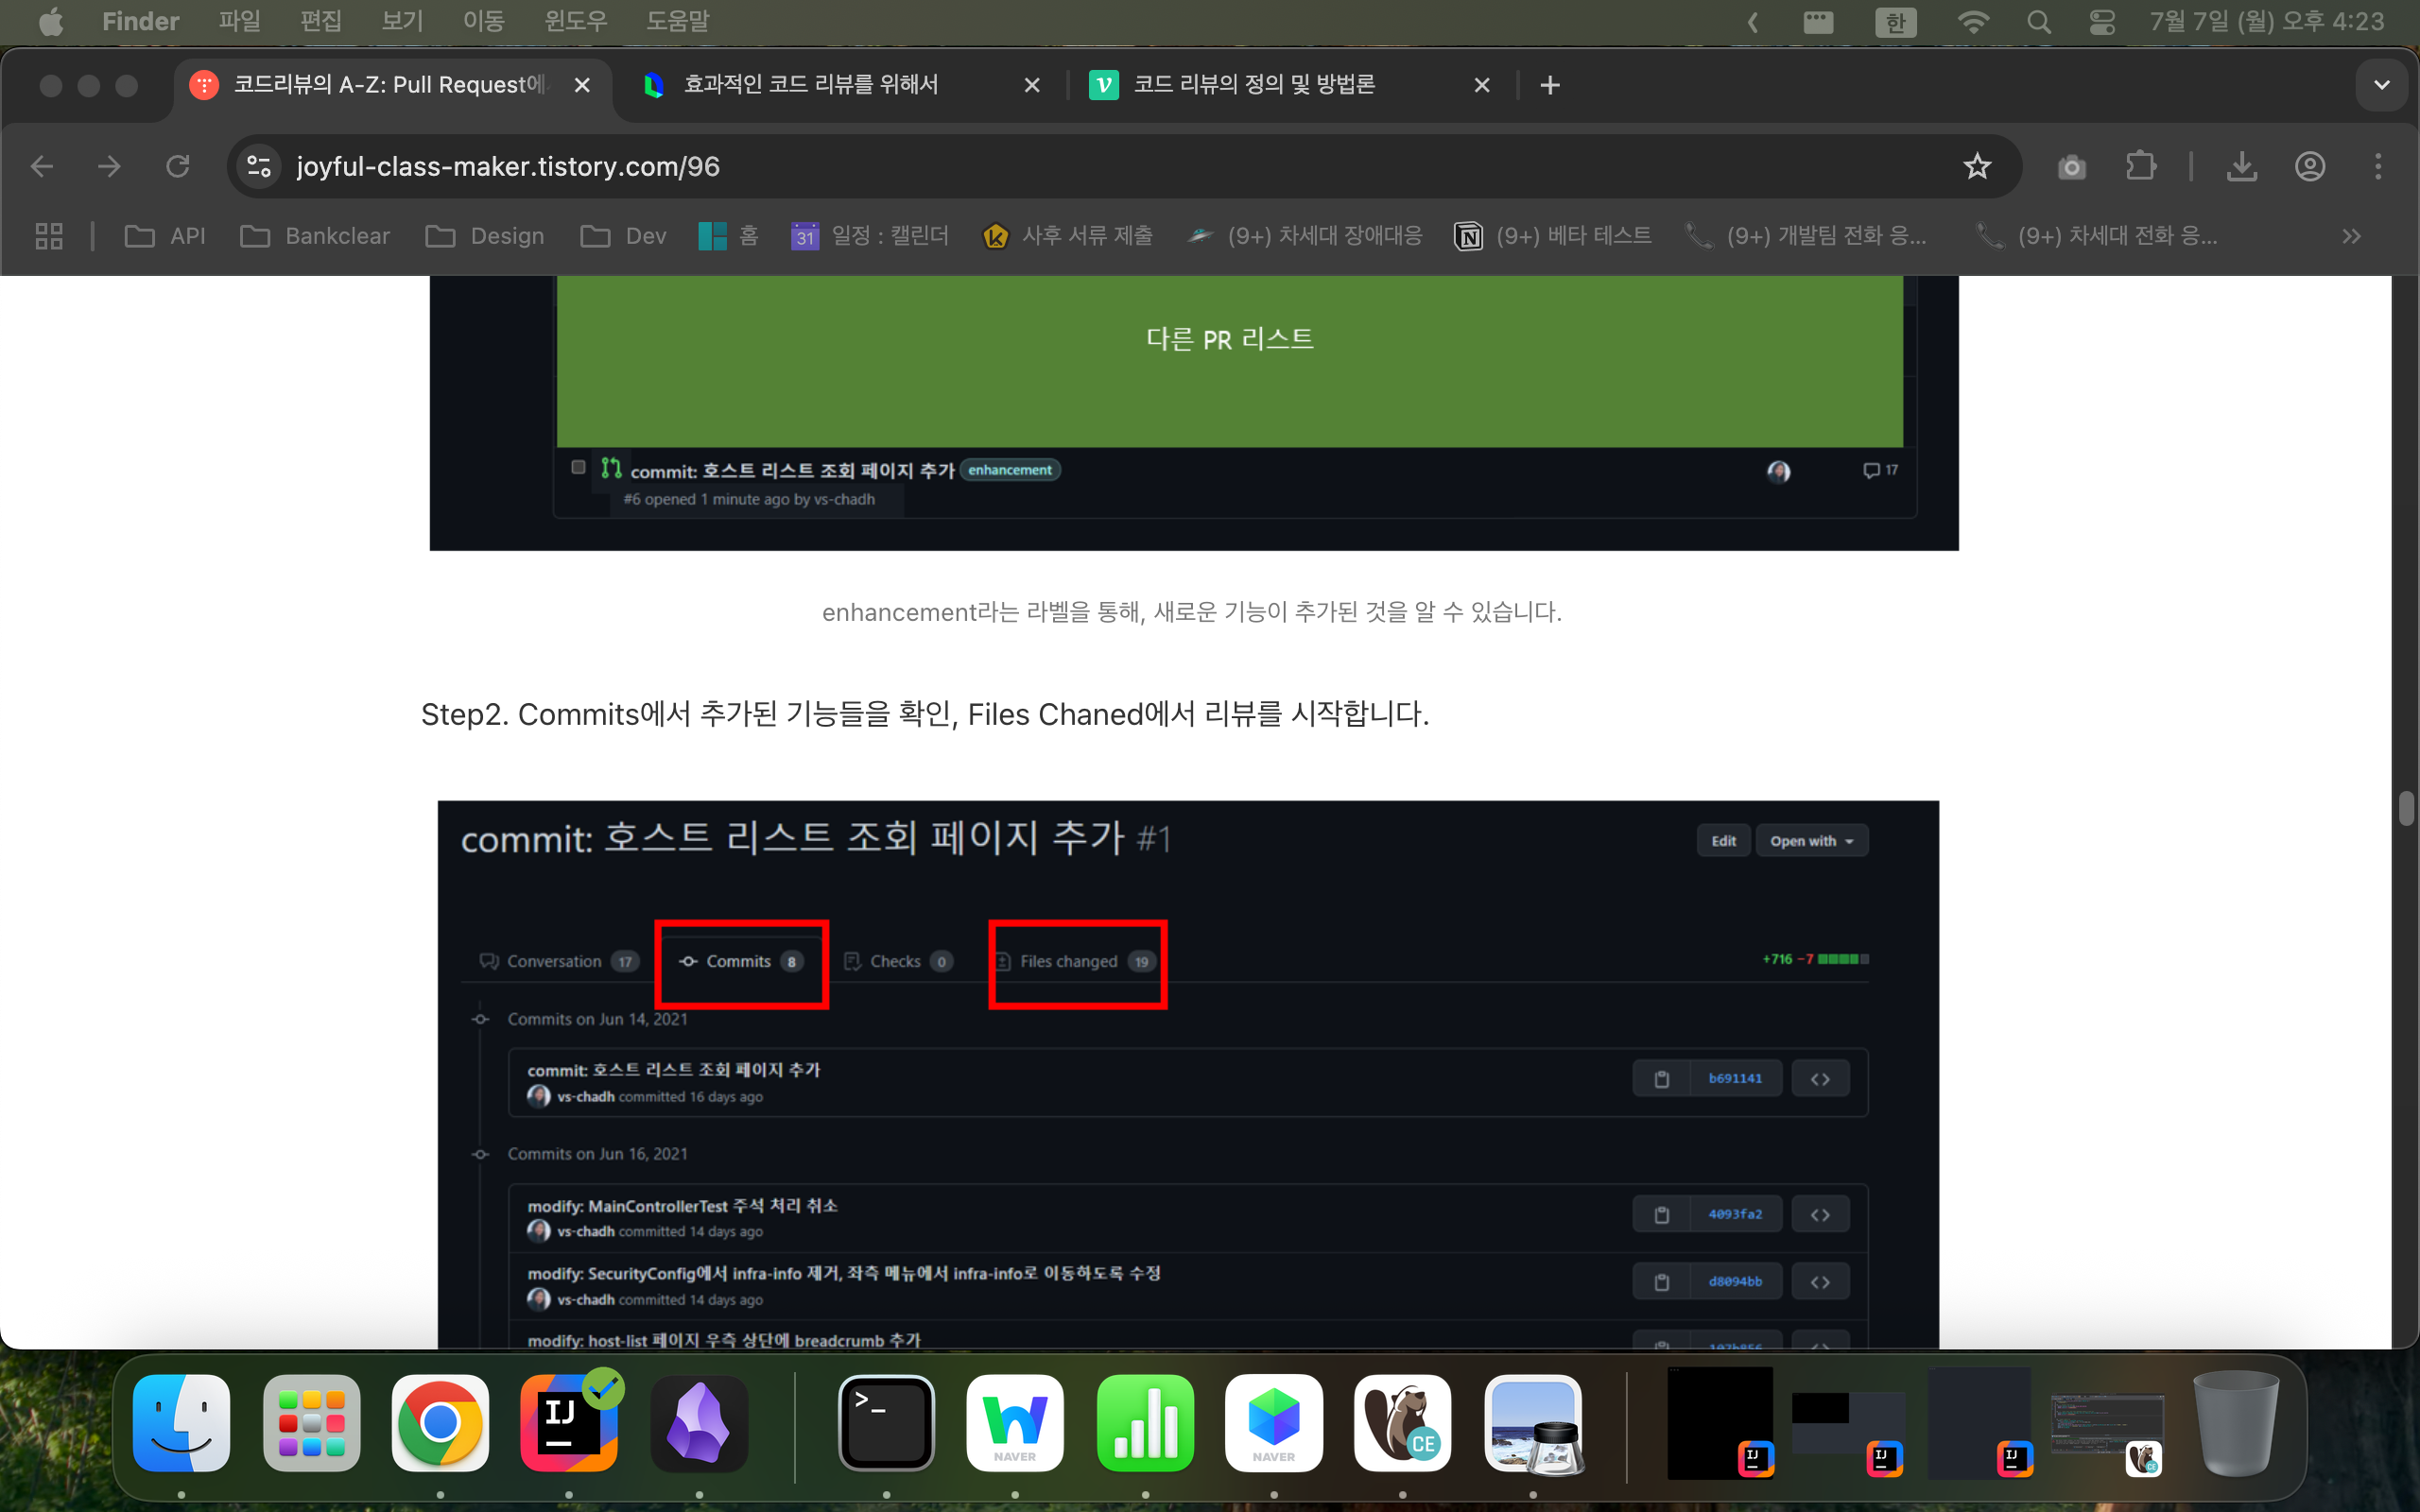 Finder 파일 편집 보기 이동 윈도우 도움말 한 7월 7일 (월) 오후 4:23
코드리뷰의 A-Z: Pull Request에서 효과적인 코드 리뷰를 위해서 코드 리뷰의 정의 및 방법론
joyful-class-maker.tistory.com/96
API Bankclear Design Dev 홈 31 일정 : 캘린더 사후 서류 제출 (9+) 차세대 장애대응 (9+) 베타 테스트 (9+) 개발팀 전화 응... (9+) 차세대 전화 응...
다른 PR 리스트
commit: 호스트 리스트 조회 페이지 추가 enhancement 17
#6 opened 1 minute ago by vs-chadh
enhancement라는 라벨을 통해, 새로운 기능이 추가된 것을 알 수 있습니다.
Step2. Commits에서 추가된 기능들을 확인, Files Chaned에서 리뷰를 시작합니다.
commit: 호스트 리스트 조회 페이지 추가 #1 Edit Open with
Conversation 17 Commits 8 Checks 0 Files changed 19 +716 −7
Commits on Jun 14, 2021
commit: 호스트 리스트 조회 페이지 추가 b691141
vs-chadh committed 16 days ago
Commits on Jun 16, 2021
modify: MainControllerTest 주석 처리 취소 4093fa2
vs-chadh committed 14 days ago
modify: SecurityConfig에서 infra-info 제거, 좌측 메뉴에서 infra-info로 이동하도록 수정 d8094bb
vs-chadh committed 14 days ago
modify: host-list 페이지 우측 상단에 breadcrumb 추가
IJ >_ NAVER NAVER CE IJ IJ IJ